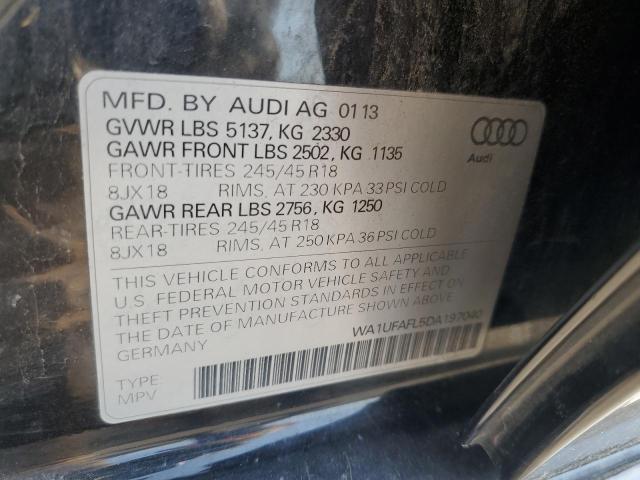 MFD. BY AUDI AG 01 13
GVWR LBS 5137, KG 2330
GAWR FRONT LBS 2502, KG 1135
FRONT-TIRES 245/45 R18
8JX18 RIMS, AT 230 KPA 33 PSI COLD
GAWR REAR LBS 2756, KG 1250
REAR-TIRES 245/45 R18
8JX18 RIMS, AT 250 KPA 36 PSI COLD
Audi
THIS VEHICLE CONFORMS TO ALL APPLICABLE
U.S. FEDERAL MOTOR VEHICLE SAFETY AND
THEFT PREVENTION STANDARDS IN EFFECT ON
THE DATE OF MANUFACTURE SHOWN ABOVE.
GERMANY
WA1UFAFL5DA197040
TYPE:
MPV